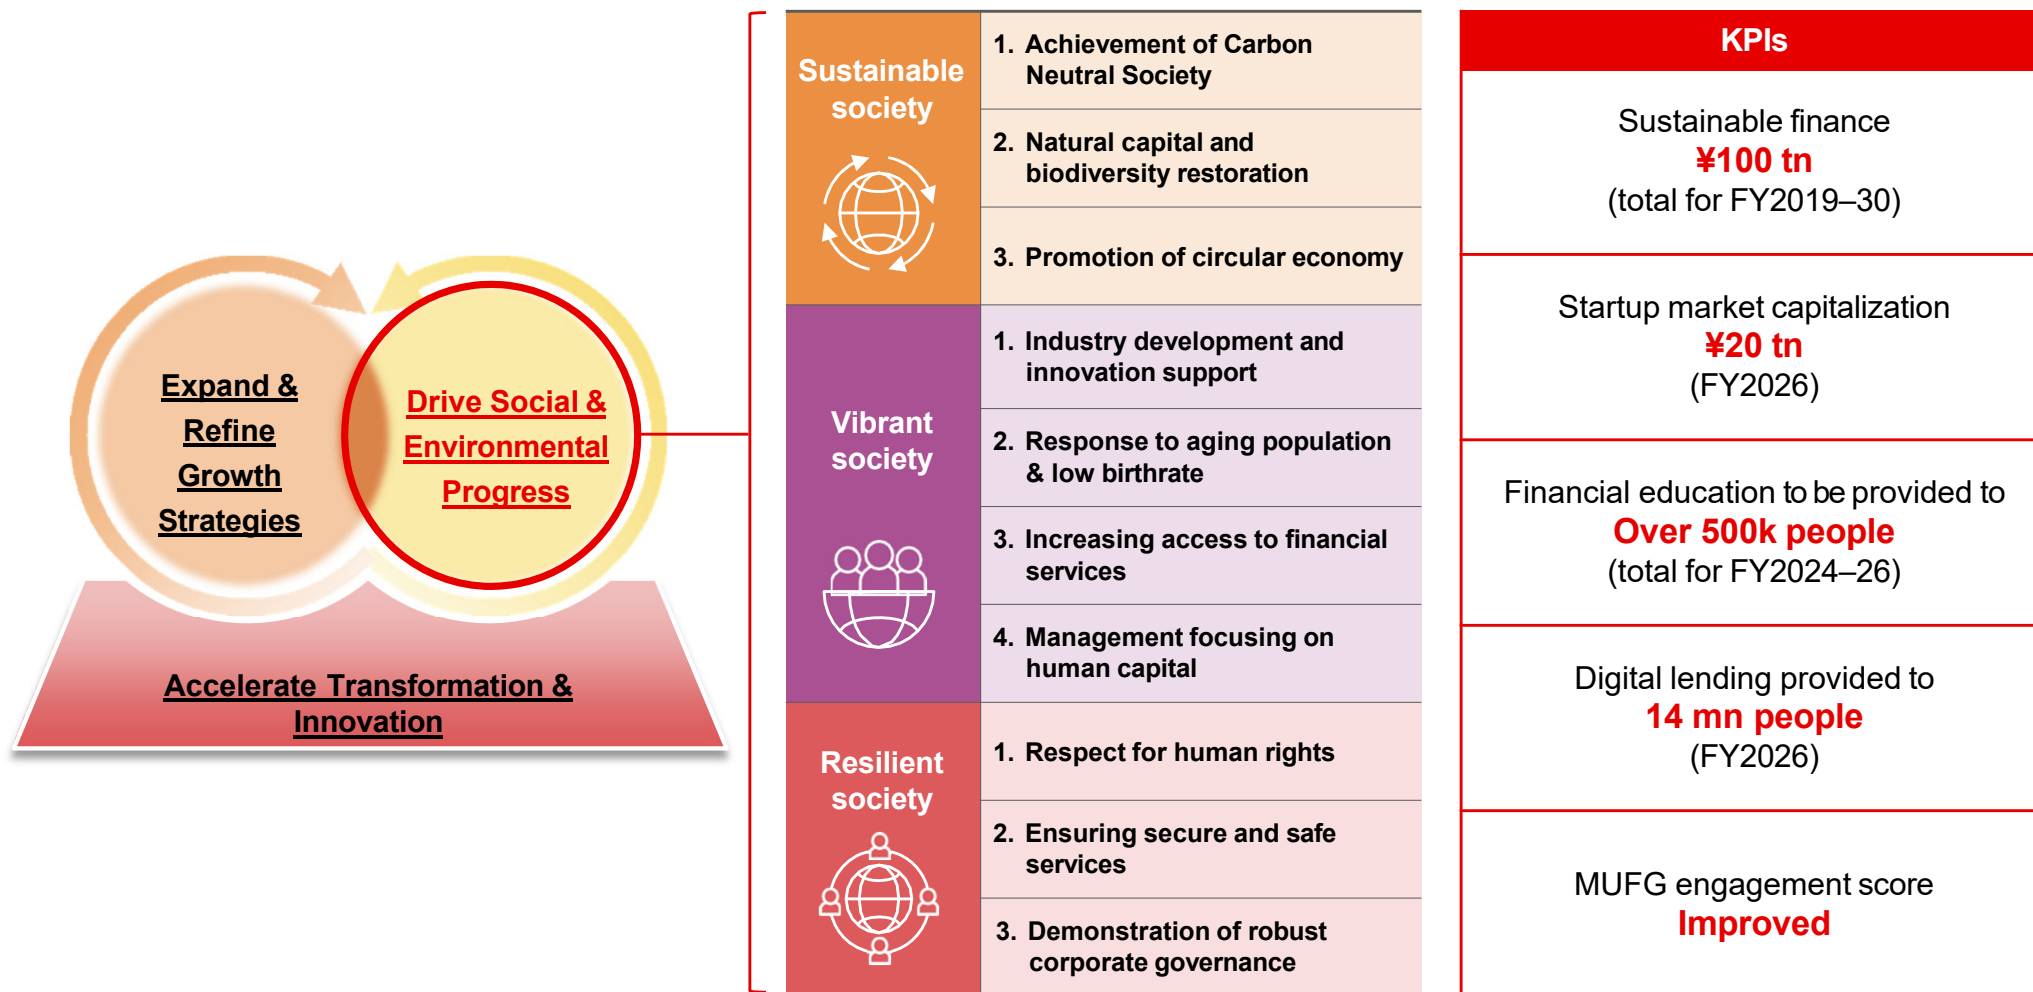 Expand &
Refine
Growth
Strategies
Drive Social &
Environmental
Progress
Accelerate Transformation &
Innovation
Sustainable
society
1. Achievement of Carbon
Neutral Society
2. Natural capital and
biodiversity restoration
3. Promotion of circular economy
Vibrant
society
1. Industry development and
innovation support
2. Response to aging population
& low birthrate
3. Increasing access to financial
services
4. Management focusing on
human capital
Resilient
society
1. Respect for human rights
2. Ensuring secure and safe
services
3. Demonstration of robust
corporate governance
KPIs
Sustainable finance
¥100 tn
(total for FY2019–30)
Startup market capitalization
¥20 tn
(FY2026)
Financial education to be provided to
Over 500k people
(total for FY2024–26)
Digital lending provided to
14 mn people
(FY2026)
MUFG engagement score
Improved